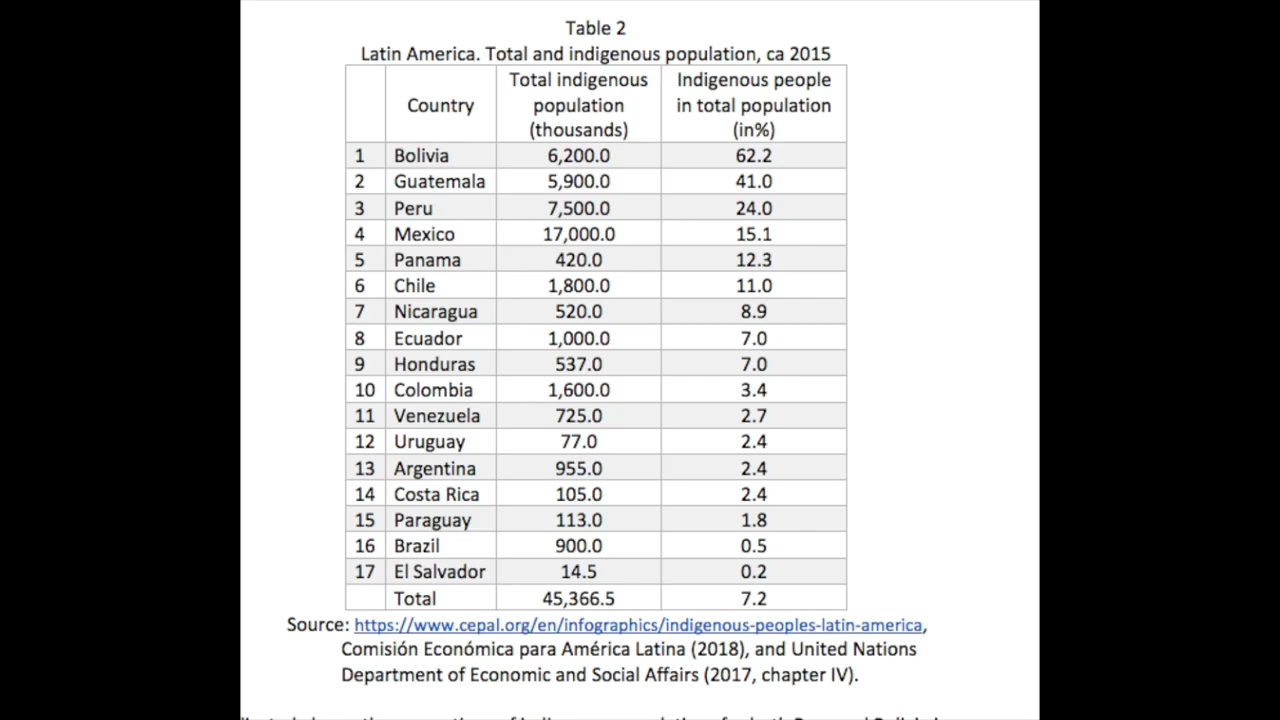 Table 2
Latin America. Total and indigenous population, ca 2015
Country Total indigenous population (thousands) Indigenous people in total population (in%)
1 Bolivia 6,200.0 62.2
2 Guatemala 5,900.0 41.0
3 Peru 7,500.0 24.0
4 Mexico 17,000.0 15.1
5 Panama 420.0 12.3
6 Chile 1,800.0 11.0
7 Nicaragua 520.0 8.9
8 Ecuador 1,000.0 7.0
9 Honduras 537.0 7.0
10 Colombia 1,600.0 3.4
11 Venezuela 725.0 2.7
12 Uruguay 77.0 2.4
13 Argentina 955.0 2.4
14 Costa Rica 105.0 2.4
15 Paraguay 113.0 1.8
16 Brazil 900.0 0.5
17 El Salvador 14.5 0.2
Total 45,366.5 7.2
Source: https://www.cepal.org/en/infographics/indigenous-peoples-latin-america,
Comisión Económica para América Latina (2018), and United Nations
Department of Economic and Social Affairs (2017, chapter IV).